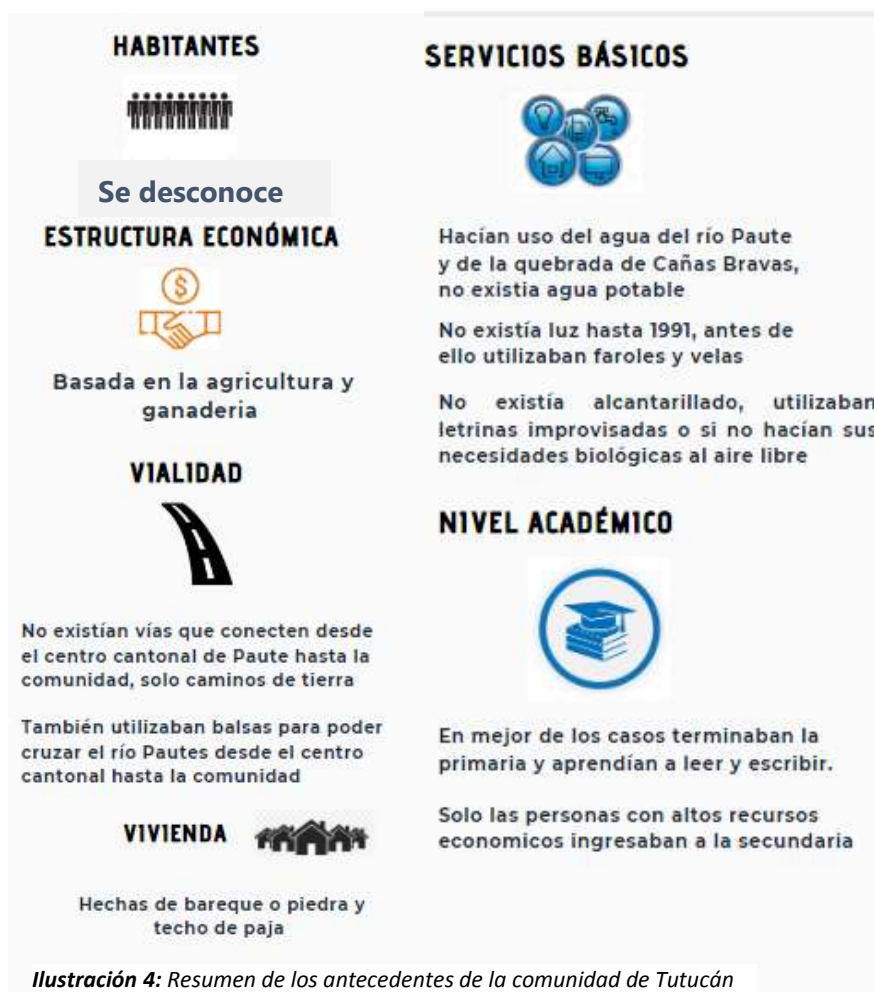 HABITANTES
Se desconoce
ESTRUCTURA ECONÓMICA
$
Basada en la agricultura y
ganaderia
VIALIDAD
No existían vías que conecten desde
el centro cantonal de Paute hasta la
comunidad, solo caminos de tierra
También utilizaban balsas para poder
cruzar el río Pautes desde el centro
cantonal hasta la comunidad
VIVIENDA
Hechas de bareque o piedra y
techo de paja
SERVICIOS BÁSICOS
Hacían uso del agua del río Paute
y de la quebrada de Cañas Bravas,
no existia agua potable
No existía luz hasta 1991, antes de
ello utilizaban faroles y velas
No existía alcantarillado, utilizaban
letrinas improvisadas o si no hacían sus
necesidades biológicas al aire libre
NIVEL ACADÉMICO
En mejor de los casos terminaban la
primaria y aprendían a leer y escribir.
Solo las personas con altos recursos
economicos ingresaban a la secundaria
Ilustración 4: Resumen de los antecedentes de la comunidad de Tutucán